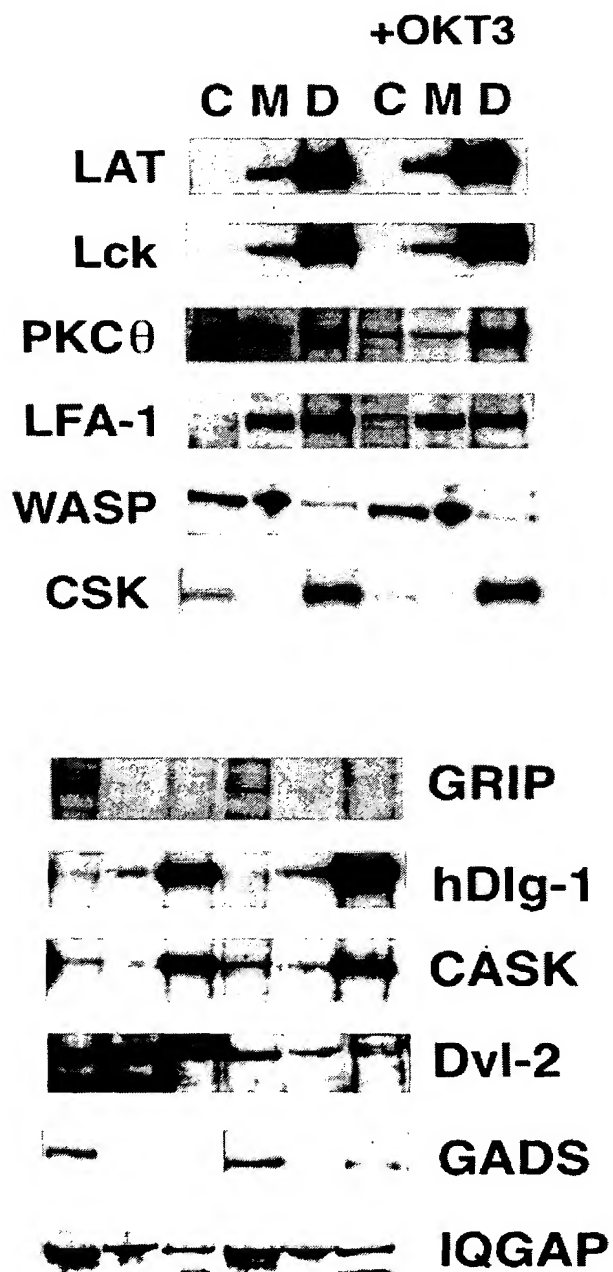 +OKT3
C M D C M D
LAT
Lck
PKCθ
LFA-1
WASP
CSK
GRIP
hDlg-1
CASK
Dvl-2
GADS
IQGAP